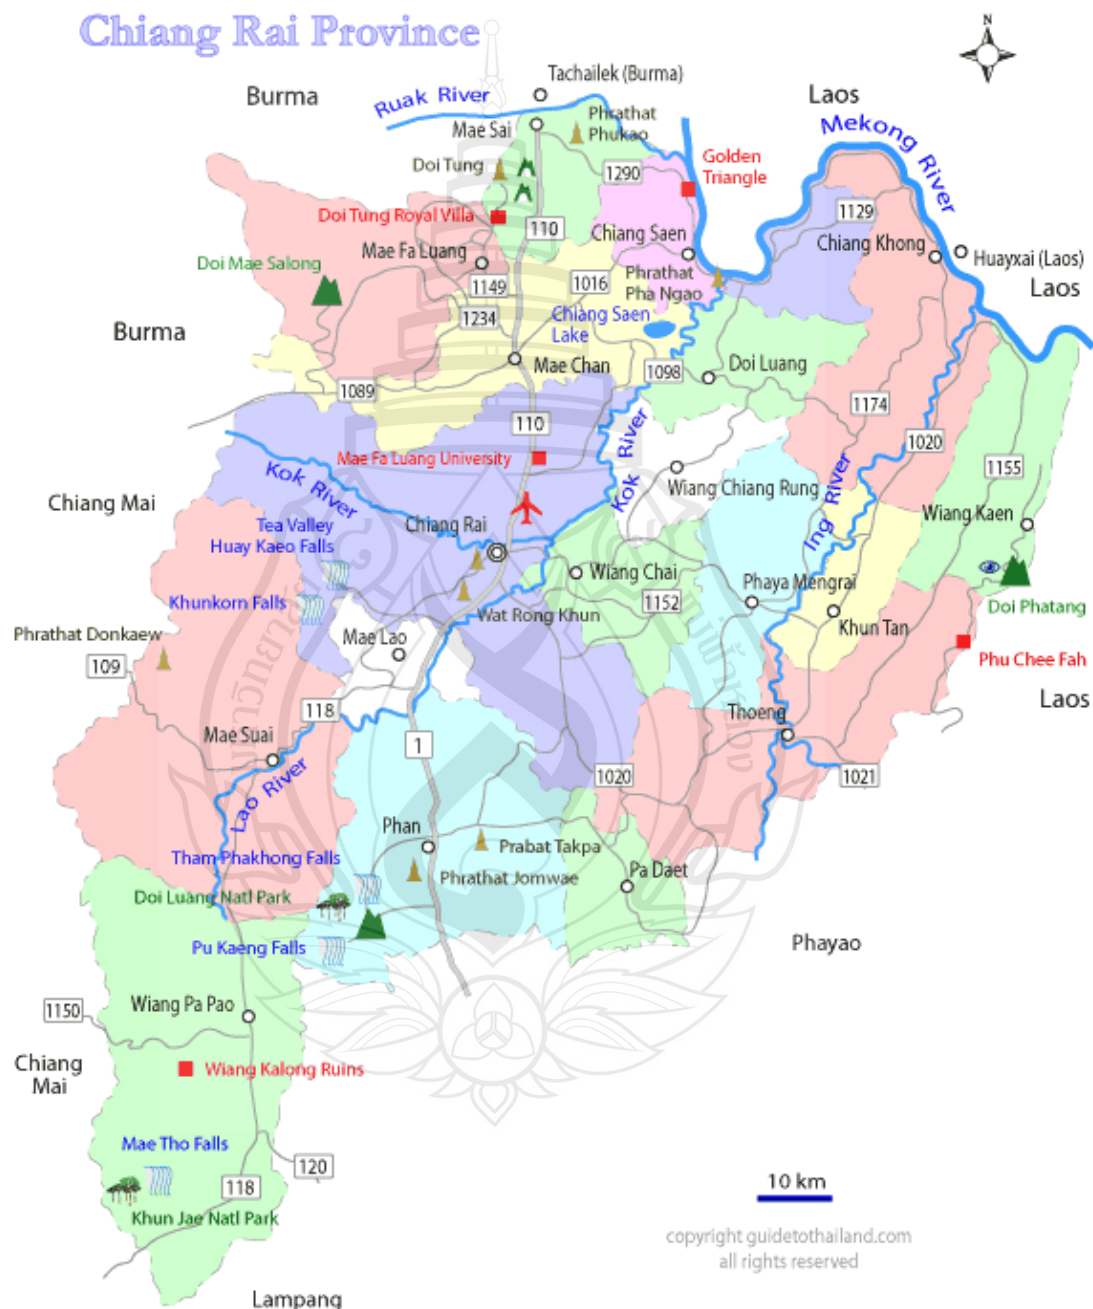 Chiang Rai Province
N
Tachailek (Burma)
Burma
Laos
Ruak River
Mekong River
Phrathat
Phukao
Mae Sai
Doi Tung
Golden
Triangle
1290
Doi Tung Royal Villa
110
1129
Chiang Saen
Chiang Khong
Mae Fa Luang
Huayxai (Laos)
Doi Mae Salong
Phrathat
Pha Ngao
Laos
1149
1016
1234
Chiang Saen
Lake
Burma
Mae Chan
1098
Doi Luang
1089
1174
110
1020
Kok River
Mae Fa Luang University
Kok River
Wiang Chiang Rung
Ing River
1155
Chiang Mai
Wiang Kaen
Tea Valley
Huay Kaeo Falls
Chiang Rai
Wiang Chai
Phaya Mengrai
Khunkorn Falls
1152
Doi Phatang
Wat Rong Khun
Khun Tan
Phrathat Donkaew
Mae Lao
109
Phu Chee Fah
Laos
118
Thoeng
Mae Suai
1
1020
1021
Lao River
Phan
Prabat Takpa
Tham Phakhong Falls
Phrathat Jomwae
Pa Daet
Doi Luang Natl Park
Pu Kaeng Falls
Phayao
Wiang Pa Pao
1150
Chiang
Mai
Wiang Kalong Ruins
Mae Tho Falls
120
118
10 km
Khun Jae Natl Park
copyright guidetothailand.com
all rights reserved
Lampang